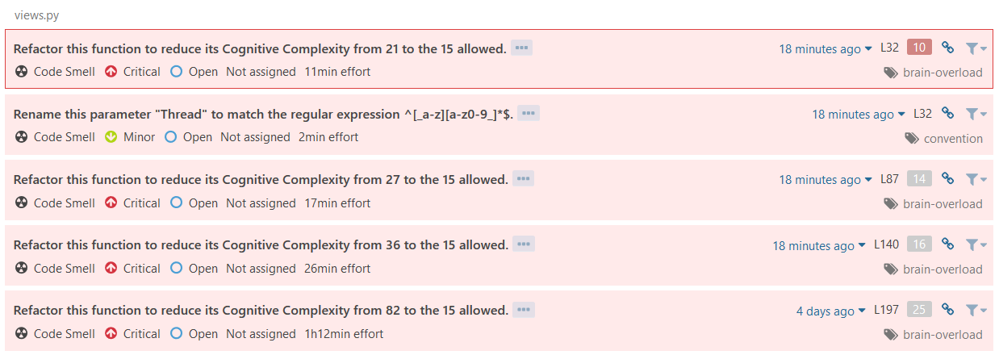 views.py
Refactor this function to reduce its Cognitive Complexity from 21 to the 15 allowed. 18 minutes ago L32 10
Code Smell Critical Open Not assigned 11min effort brain-overload
Rename this parameter "Thread" to match the regular expression ^[_a-z][a-z0-9_]*$. 18 minutes ago L32
Code Smell Minor Open Not assigned 2min effort convention
Refactor this function to reduce its Cognitive Complexity from 27 to the 15 allowed. 18 minutes ago L87 14
Code Smell Critical Open Not assigned 17min effort brain-overload
Refactor this function to reduce its Cognitive Complexity from 36 to the 15 allowed. 18 minutes ago L140 16
Code Smell Critical Open Not assigned 26min effort brain-overload
Refactor this function to reduce its Cognitive Complexity from 82 to the 15 allowed. 4 days ago L197 25
Code Smell Critical Open Not assigned 1h12min effort brain-overload